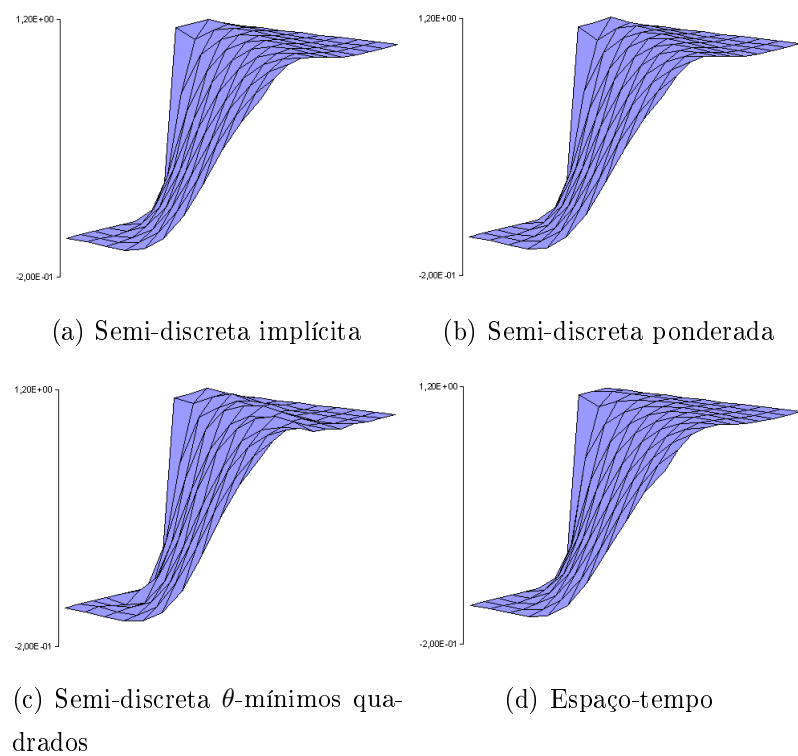 1,20E+00
1,20E+00
-2,00E-01
-2,00E-01
(a) Semi-discreta implícita
(b) Semi-discreta ponderada
1,20E+00
1,20E+00
-2,00E-01
-2,00E-01
(c) Semi-discreta θ-mínimos qua-
drados
(d) Espaço-tempo